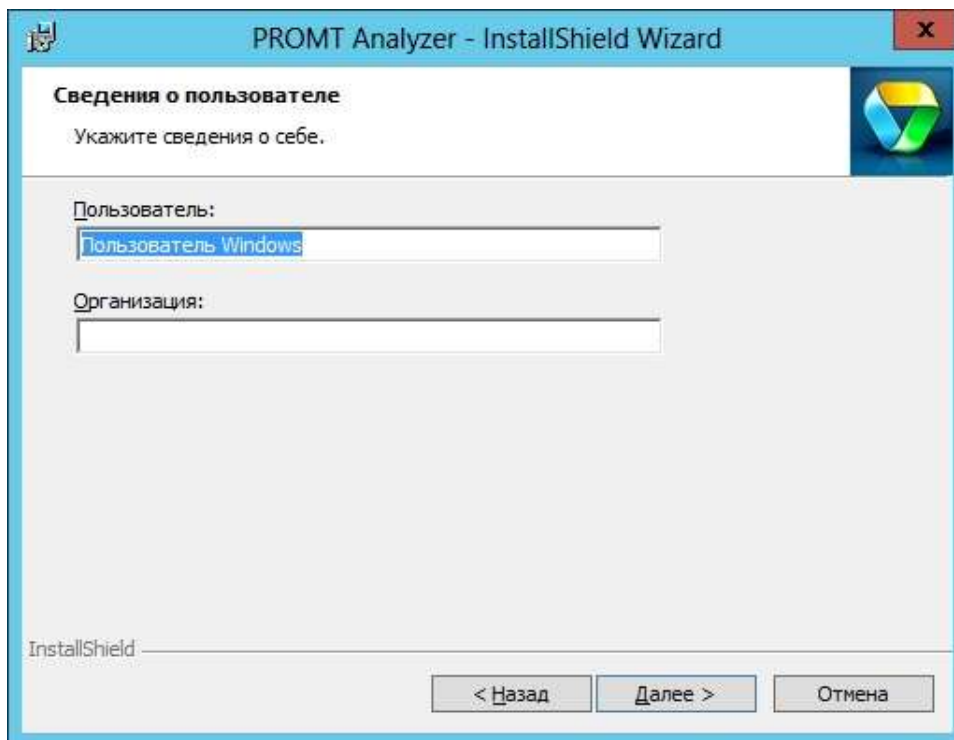 PROMT Analyzer - InstallShield Wizard
x
Сведения о пользователе
Укажите сведения о себе.
Пользователь:
Пользователь Windows
Организация:
InstallShield
< Назад Далее > Отмена